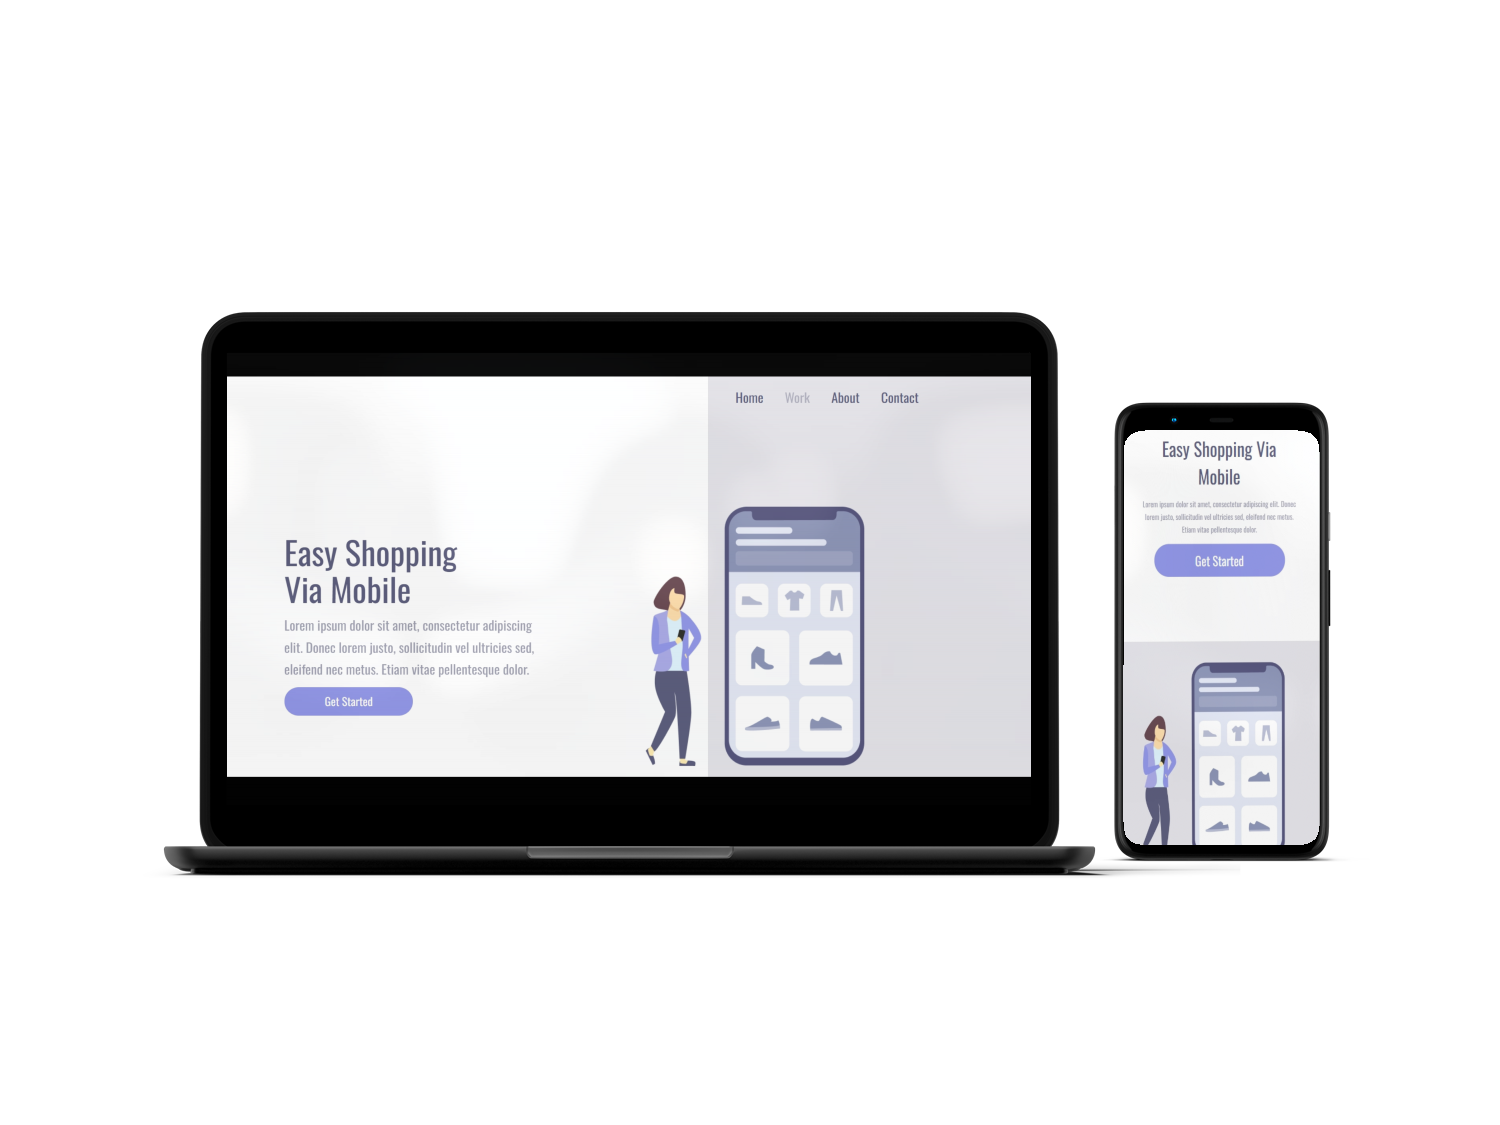 Home Work About Contact
Easy Shopping
Via Mobile
Lorem ipsum dolor sit amet, consectetur adipiscing
elit. Donec lorem justo, sollicitudin vel ultricies sed,
eleifend nec metus. Etiam vitae pellentesque dolor.
Get Started
Easy Shopping Via
Mobile
Lorem ipsum dolor sit amet, consectetur adipiscing elit. Donec
lorem justo, sollicitudin vel ultricies sed, eleifend nec metus.
Etiam vitae pellentesque dolor.
Get Started